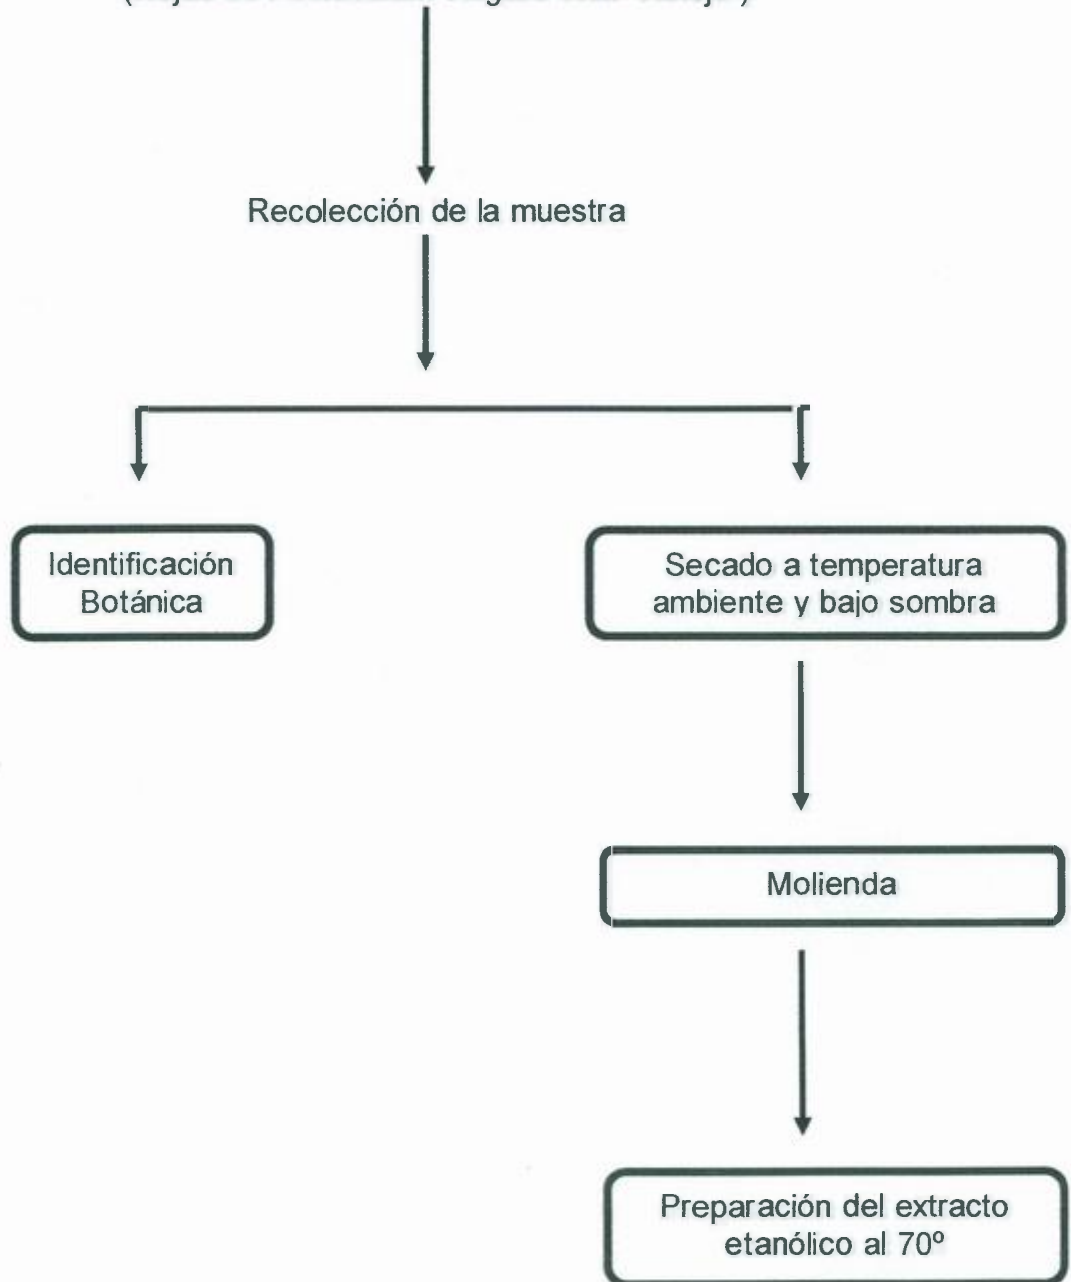 Recolección de la muestra
Identificación
Botánica
Secado a temperatura
ambiente y bajo sombra
Molienda
Preparación del extracto
etanólico al 70º